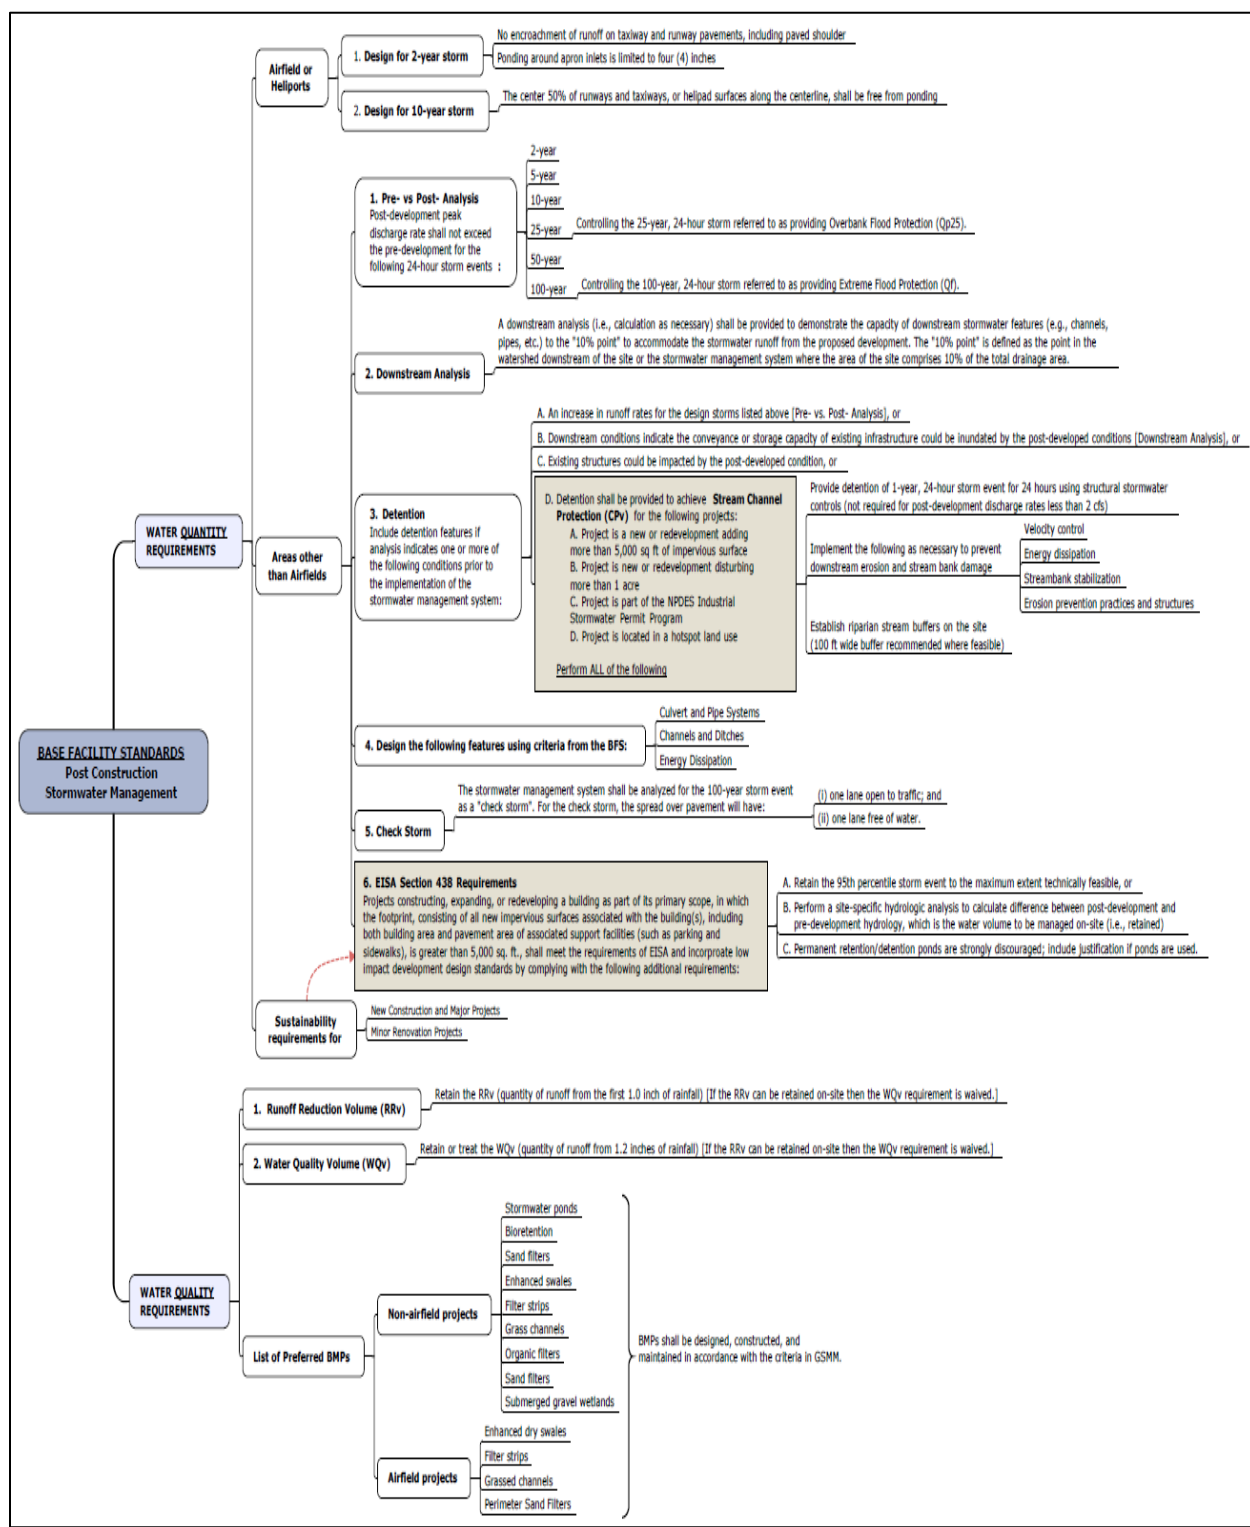 BASE FACILITY STANDARDS
Post Construction
Stormwater Management
WATER QUANTITY
REQUIREMENTS
Airfield or
Heliports
1. Design for 2-year storm
No encroachment of runoff on taxiway and runway pavements, including paved shoulder
Ponding around apron inlets is limited to four (4) inches
2. Design for 10-year storm
The center 50% of runways and taxiways, or helipad surfaces along the centerline, shall be free from ponding
Areas other
than Airfields
1. Pre- vs Post- Analysis
Post-development peak
discharge rate shall not exceed
the pre-development for the
following 24-hour storm events :
2-year
5-year
10-year
25-year
Controlling the 25-year, 24-hour storm referred to as providing Overbank Flood Protection (Qp25).
50-year
100-year
Controlling the 100-year, 24-hour storm referred to as providing Extreme Flood Protection (Qf).
2. Downstream Analysis
A downstream analysis (i.e., calculation as necessary) shall be provided to demonstrate the capacity of downstream stormwater features (e.g., channels,
pipes, etc.) to the "10% point" to accommodate the stormwater runoff from the proposed development. The "10% point" is defined as the point in the
watershed downstream of the site or the stormwater management system where the area of the site comprises 10% of the total drainage area.
3. Detention
Include detention features if
analysis indicates one or more of
the following conditions prior to
the implementation of the
stormwater management system:
A. An increase in runoff rates for the design storms listed above [Pre- vs. Post- Analysis], or
B. Downstream conditions indicate the conveyance or storage capacity of existing infrastructure could be inundated by the post-developed conditions [Downstream Analysis], or
C. Existing structures could be impacted by the post-developed condition, or
D. Detention shall be provided to achieve Stream Channel
Protection (CPv) for the following projects:
A. Project is a new or redevelopment adding
more than 5,000 sq ft of impervious surface
B. Project is new or redevelopment disturbing
more than 1 acre
C. Project is part of the NPDES Industrial
Stormwater Permit Program
D. Project is located in a hotspot land use
Perform ALL of the following
Provide detention of 1-year, 24-hour storm event for 24 hours using structural stormwater
controls (not required for post-development discharge rates less than 2 cfs)
Implement the following as necessary to prevent
downstream erosion and stream bank damage
Velocity control
Energy dissipation
Streambank stabilization
Erosion prevention practices and structures
Establish riparian stream buffers on the site
(100 ft wide buffer recommended where feasible)
4. Design the following features using criteria from the BFS:
Culvert and Pipe Systems
Channels and Ditches
Energy Dissipation
5. Check Storm
The stormwater management system shall be analyzed for the 100-year storm event
as a "check storm". For the check storm, the spread over pavement will have:
(i) one lane open to traffic; and
(ii) one lane free of water.
6. EISA Section 438 Requirements
Projects constructing, expanding, or redeveloping a building as part of its primary scope, in which
the footprint, consisting of all new impervious surfaces associated with the building(s), including
both building area and pavement area of associated support facilities (such as parking and
sidewalks), is greater than 5,000 sq. ft., shall meet the requirements of EISA and incorproate low
impact development design standards by complying with the following additional requirements:
A. Retain the 95th percentile storm event to the maximum extent technically feasible, or
B. Perform a site-specific hydrologic analysis to calculate difference between post-development and
pre-development hydrology, which is the water volume to be managed on-site (i.e., retained)
C. Permanent retention/detention ponds are strongly discouraged; include justification if ponds are used.
Sustainability
requirements for
New Construction and Major Projects
Minor Renovation Projects
WATER QUALITY
REQUIREMENTS
1. Runoff Reduction Volume (RRv)
Retain the RRv (quantity of runoff from the first 1.0 inch of rainfall) [If the RRv can be retained on-site then the WQv requirement is waived.]
2. Water Quality Volume (WQv)
Retain or treat the WQv (quantity of runoff from 1.2 inches of rainfall) [If the RRv can be retained on-site then the WQv requirement is waived.]
List of Preferred BMPs
Non-airfield projects
Stormwater ponds
Bioretention
Sand filters
Enhanced swales
Filter strips
Grass channels
Organic filters
Sand filters
Submerged gravel wetlands
Airfield projects
Enhanced dry swales
Filter strips
Grassed channels
Perimeter Sand Filters
BMPs shall be designed, constructed, and
maintained in accordance with the criteria in GSMM.